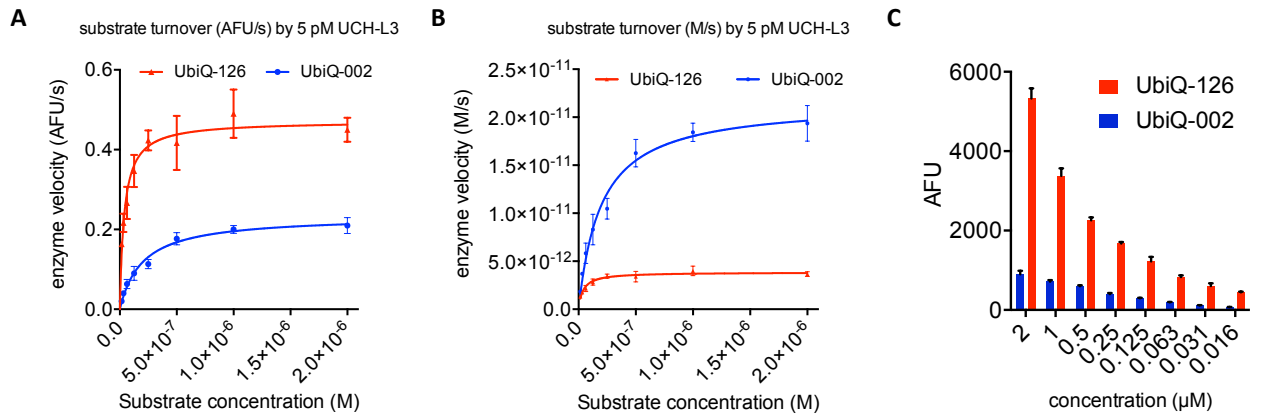 A
substrate turnover (AFU/s) by 5 pM UCH-L3
UbiQ-126 UbiQ-002
enzyme velocity (AFU/s)
0.6
0.4
0.2
0.0
0.0 5.0×10⁻⁷ 1.0×10⁻⁶ 1.5×10⁻⁶ 2.0×10⁻⁶
Substrate concentration (M)
B
substrate turnover (M/s) by 5 pM UCH-L3
UbiQ-126 UbiQ-002
enzyme velocity (M/s)
2.5×10⁻¹¹
2.0×10⁻¹¹
1.5×10⁻¹¹
1.0×10⁻¹¹
5.0×10⁻¹²
0.0
0.0 5.0×10⁻⁷ 1.0×10⁻⁶ 1.5×10⁻⁶ 2.0×10⁻⁶
Substrate concentration (M)
C
UbiQ-126
UbiQ-002
AFU
6000
4000
2000
0
2 1 0.5 0.25 0.125 0.063 0.031 0.016
concentration (µM)